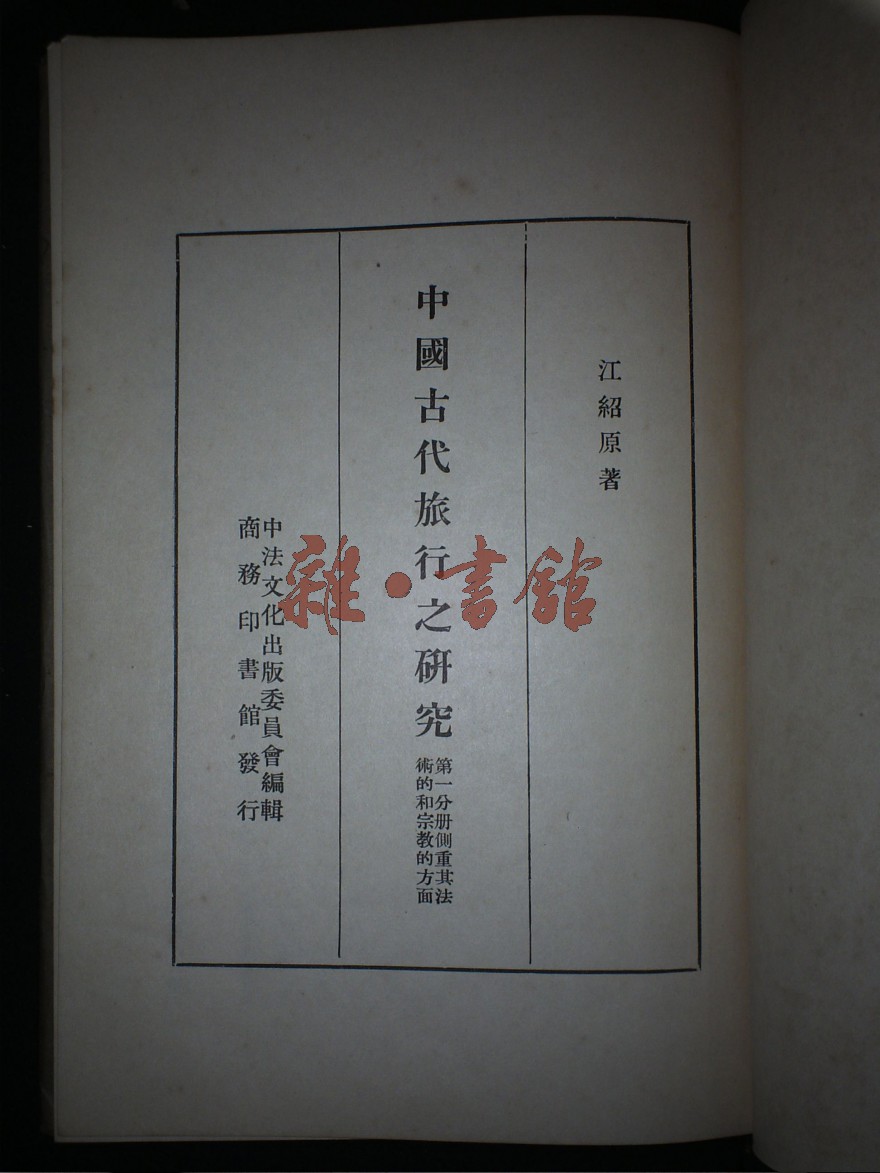 江紹原著
中國古代旅行之研究
第一分册側重其法
術的和宗教的方面
中法文化出版委員會編輯
商務印書館發行
雜·書館